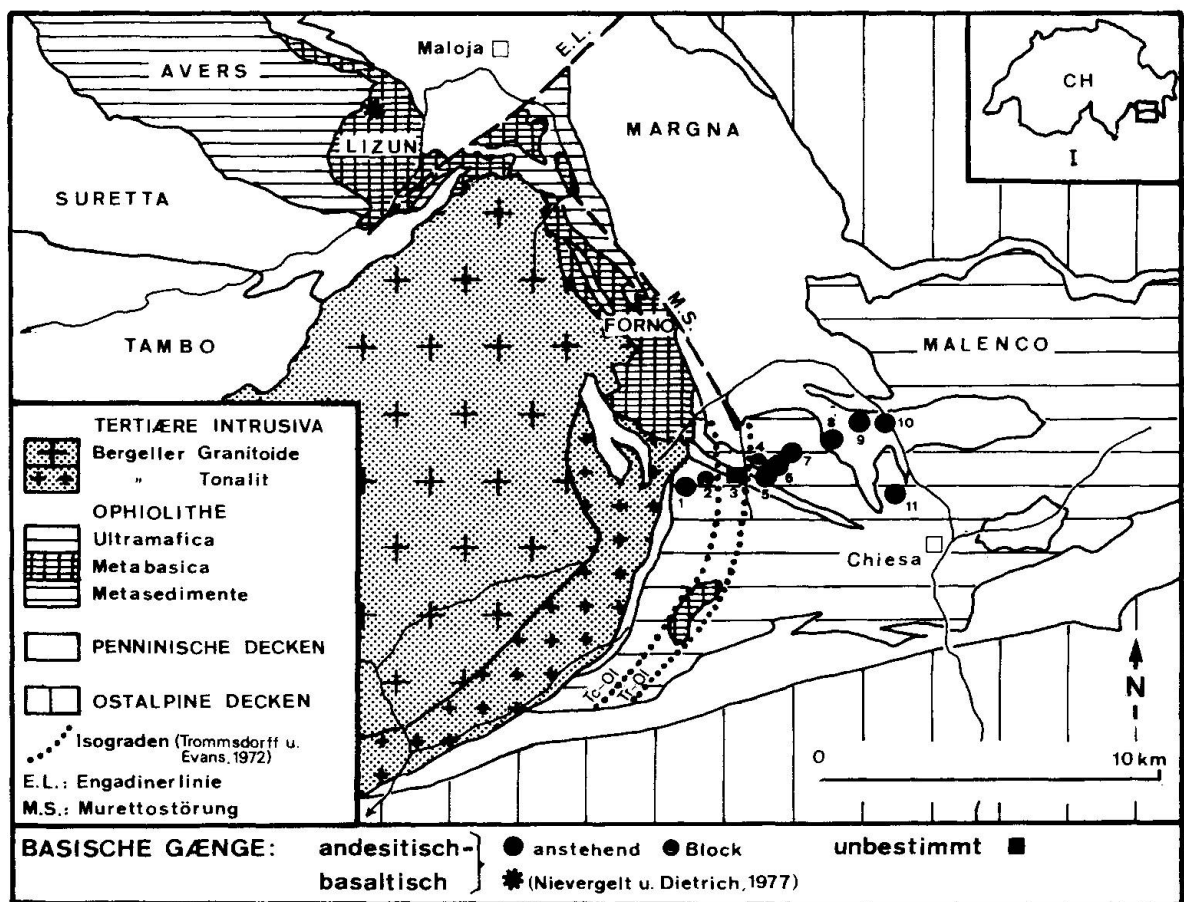 Maloja
E.L.
AVERS
CH
I
MARGNA
LIZUN
SURETTA
M.S.
FORNO
TAMBO
MALENCO
8
9
10
4
7
6
1
2
3
5
11
Chiesa
Tc-Ol
Tr-Ol
N
0 10 km
TERTIÆRE INTRUSIVA
Bergeller Granitoide
" Tonalit
OPHIOLITHE
Ultramafica
Metabasica
Metasedimente
PENNINISCHE DECKEN
OSTALPINE DECKEN
Isograden (Trommsdorff u.
Evans, 1972)
E.L.: Engadinerlinie
M.S.: Murettostörung
BASISCHE GÆNGE: andesitisch- anstehend Block unbestimmt
basaltisch (Nievergelt u. Dietrich, 1977)